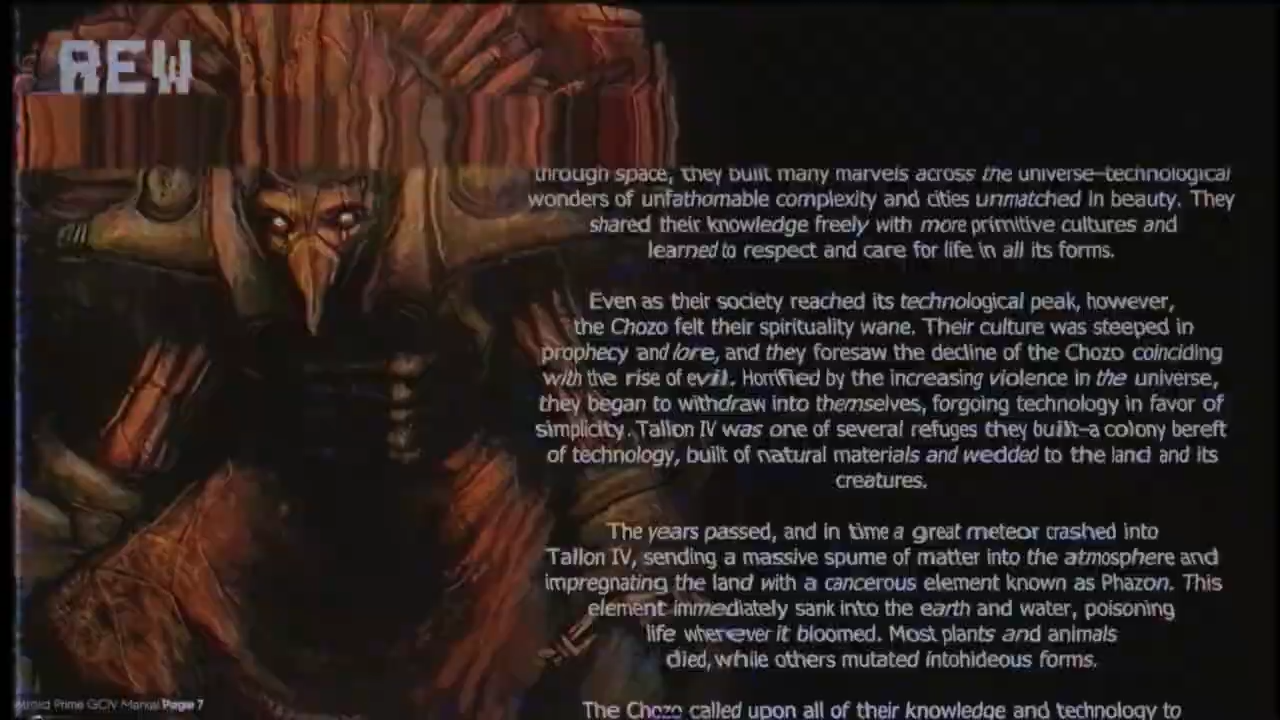 REW
through space, they built many marvels across the universe—technological
wonders of unfathomable complexity and cities unmatched in beauty. They
shared their knowledge freely with more primitive cultures and
learned to respect and care for life in all its forms.
Even as their society reached its technological peak, however,
the Chozo felt their spirituality wane. Their culture was steeped in
prophecy and lore, and they foresaw the decline of the Chozo coinciding
with the rise of evil. Horrified by the increasing violence in the universe,
they began to withdraw into themselves, forgoing technology in favor of
simplicity. Tallon IV was one of several refuges they built—a colony bereft
of technology, built of natural materials and wedded to the land and its
creatures.
The years passed, and in time a great meteor crashed into
Tallon IV, sending a massive spume of matter into the atmosphere and
impregnating the land with a cancerous element known as Phazon. This
element immediately sank into the earth and water, poisoning
life wherever it bloomed. Most plants and animals
died, while others mutated into hideous forms.
The Chozo called upon all of their knowledge and technology to
Metroid Prime GCN Manual Page 7